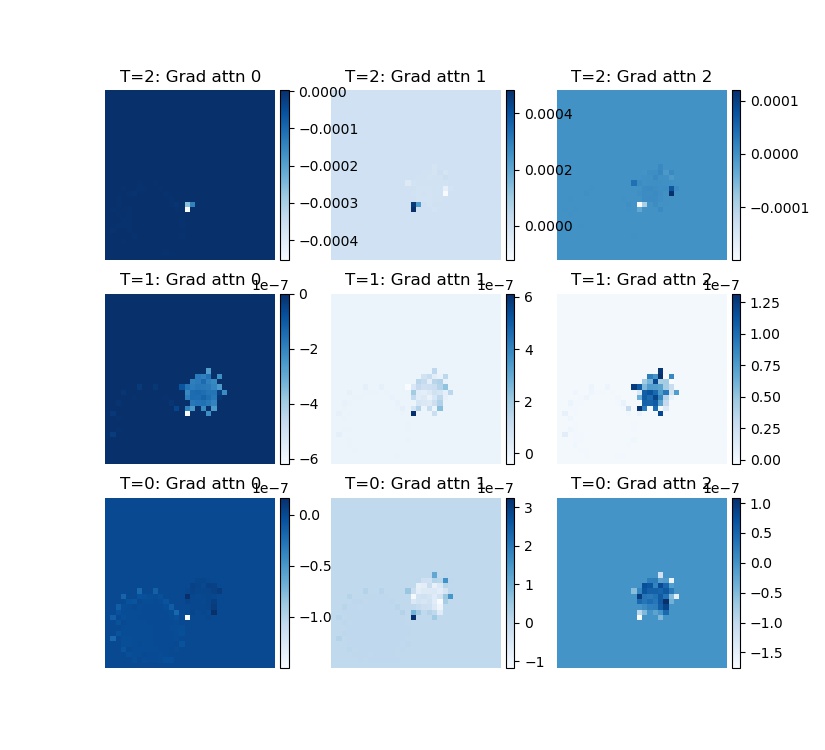 T=2: Grad attn 0
T=2: Grad attn 1
T=2: Grad attn 2
0.0000
−0.0001
−0.0002
−0.0003
−0.0004
0.0004
0.0002
0.0000
0.0001
0.0000
−0.0001
T=1: Grad attn 0
1e−7
T=1: Grad attn 1
1e−7
T=1: Grad attn 2
1e−7
0
−2
−4
−6
6
4
2
0
1.25
1.00
0.75
0.50
0.25
0.00
T=0: Grad attn 0
1e−7
T=0: Grad attn 1
1e−7
T=0: Grad attn 2
1e−7
0.0
−0.5
−1.0
3
2
1
0
−1
1.0
0.5
0.0
−0.5
−1.0
−1.5